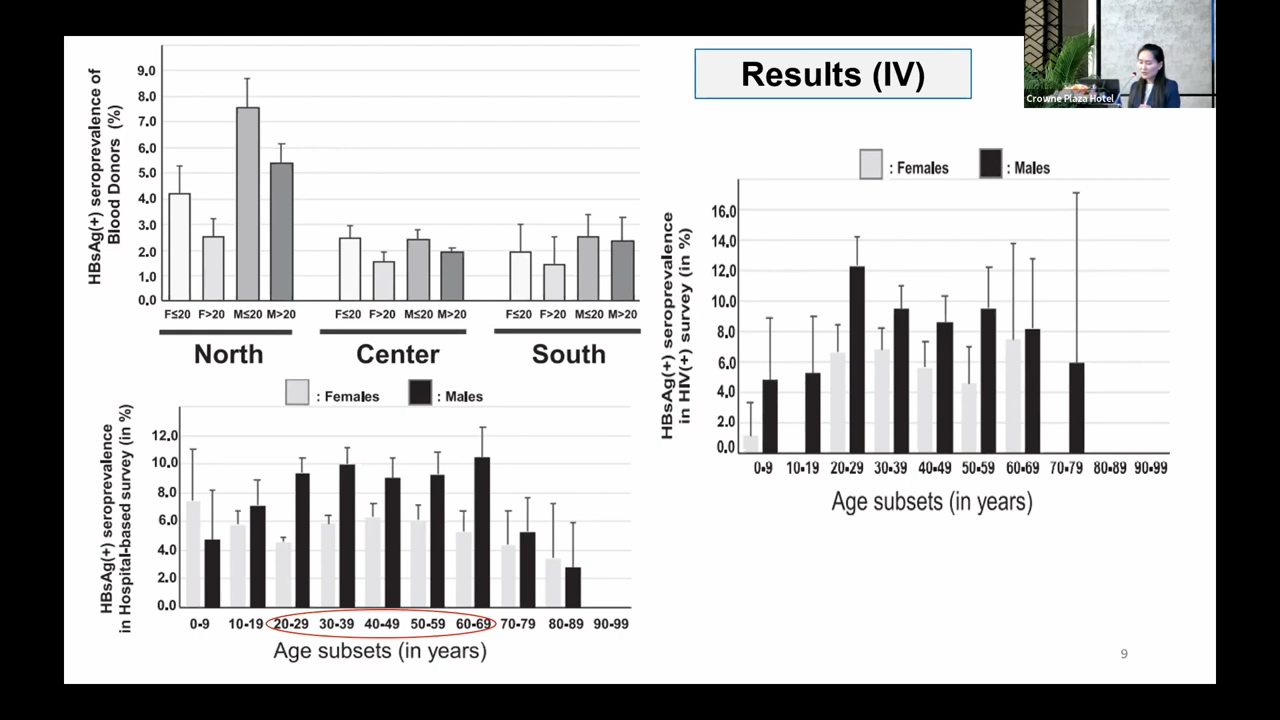 Results (IV)
Crowne Plaza Hotel
HBsAg(+) seroprevalence of
Blood Donors (%)
9.0
8.0
7.0
6.0
5.0
4.0
3.0
2.0
1.0
0.0
F≤20 F>20 M≤20 M>20
F≤20 F>20 M≤20 M>20
F≤20 F>20 M≤20 M>20
North
Center
South
: Females
: Males
HBsAg(+) seroprevalence
in Hospital-based survey (in %)
12.0
10.0
8.0
6.0
4.0
2.0
0.0
0-9 10-19 20-29 30-39 40-49 50-59 60-69 70-79 80-89 90-99
Age subsets (in years)
: Females
: Males
HBsAg(+) seroprevalence
in HIV(+) survey (in %)
16.0
14.0
12.0
10.0
8.0
6.0
4.0
2.0
0.0
0-9 10-19 20-29 30-39 40-49 50-59 60-69 70-79 80-89 90-99
Age subsets (in years)
9